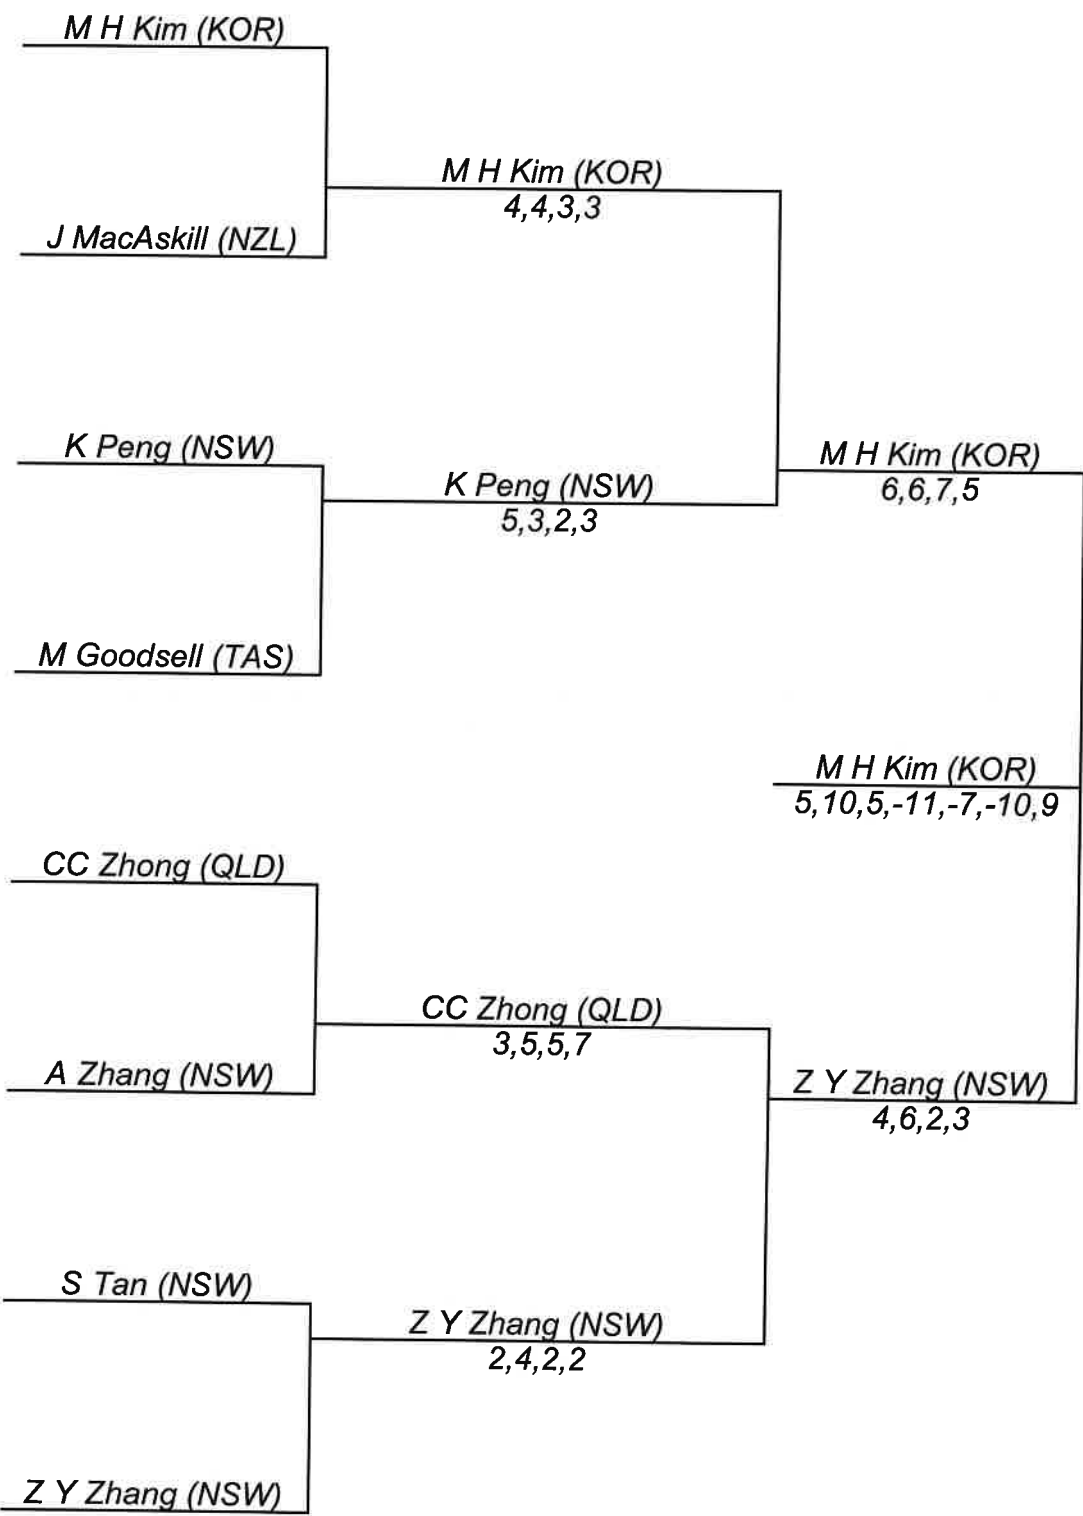 M H Kim (KOR)
M H Kim (KOR)
4,4,3,3
J MacAskill (NZL)
K Peng (NSW)
M H Kim (KOR)
6,6,7,5
K Peng (NSW)
5,3,2,3
M Goodsell (TAS)
M H Kim (KOR)
5,10,5,-11,-7,-10,9
CC Zhong (QLD)
CC Zhong (QLD)
3,5,5,7
A Zhang (NSW)
Z Y Zhang (NSW)
4,6,2,3
S Tan (NSW)
Z Y Zhang (NSW)
2,4,2,2
Z Y Zhang (NSW)